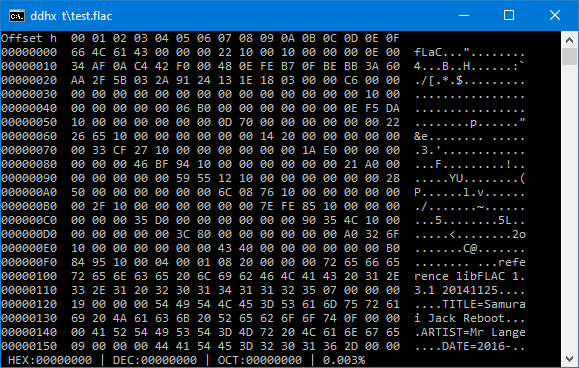 ddhx t\test.flac
Offset h  00 01 02 03 04 05 06 07 08 09 0A 0B 0C 0D 0E 0F
00000000  66 4C 61 43 00 00 00 22 10 00 10 00 00 00 0E 00  fLaC..."........
00000010  34 AF 0A C4 42 F0 00 48 0E FE B7 0F BE BB 3A 60  4...B..H......:`
00000020  AA 2F 5B 03 2A 91 24 13 1E 18 03 00 00 C6 00 00  ./[.*.$.........
00000030  00 00 00 00 00 00 00 00 00 00 00 00 00 00 10 00  ................
00000040  00 00 00 00 00 06 B0 00 00 00 00 00 00 0E F5 DA  ................
00000050  10 00 00 00 00 00 00 0D 70 00 00 00 00 00 00 22  ........p......"
00000060  26 65 10 00 00 00 00 00 00 14 20 00 00 00 00 00  &e........ .....
00000070  00 33 CF 27 10 00 00 00 00 00 00 1A E0 00 00 00  .3.'............
00000080  00 00 00 46 BF 94 10 00 00 00 00 00 00 21 A0 00  ...F.........!..
00000090  00 00 00 00 00 59 55 12 10 00 00 00 00 00 00 28  .....YU........(
000000A0  50 00 00 00 00 00 00 6C 08 76 10 00 00 00 00 00  P......l.v......
000000B0  00 2F 10 00 00 00 00 00 00 7E FE 85 10 00 00 00  ./.......~......
000000C0  00 00 00 35 D0 00 00 00 00 00 00 90 35 4C 10 00  ...5........5L..
000000D0  00 00 00 00 00 3C 80 00 00 00 00 00 00 A0 32 6F  .....<........2o
000000E0  10 00 00 00 00 00 00 43 40 00 00 00 00 00 00 B0  .......C@.......
000000F0  84 95 10 00 04 00 01 08 20 00 00 00 72 65 66 65  ........ ...refe
00000100  72 65 6E 63 65 20 6C 69 62 46 4C 41 43 20 31 2E  rence libFLAC 1.
00000110  33 2E 31 20 32 30 31 34 31 31 32 35 07 00 00 00  3.1 20141125....
00000120  19 00 00 00 54 49 54 4C 45 3D 53 61 6D 75 72 61  ....TITLE=Samura
00000130  69 20 4A 61 63 6B 20 52 65 62 6F 6F 74 0F 00 00  i Jack Reboot...
00000140  00 41 52 54 49 53 54 3D 4D 72 20 4C 61 6E 67 65  .ARTIST=Mr Lange
00000150  09 00 00 00 44 41 54 45 3D 32 30 31 36 2D 00 00  ....DATE=2016-..
HEX:00000000 | DEC:00000000 | OCT:00000000 | 0.003%